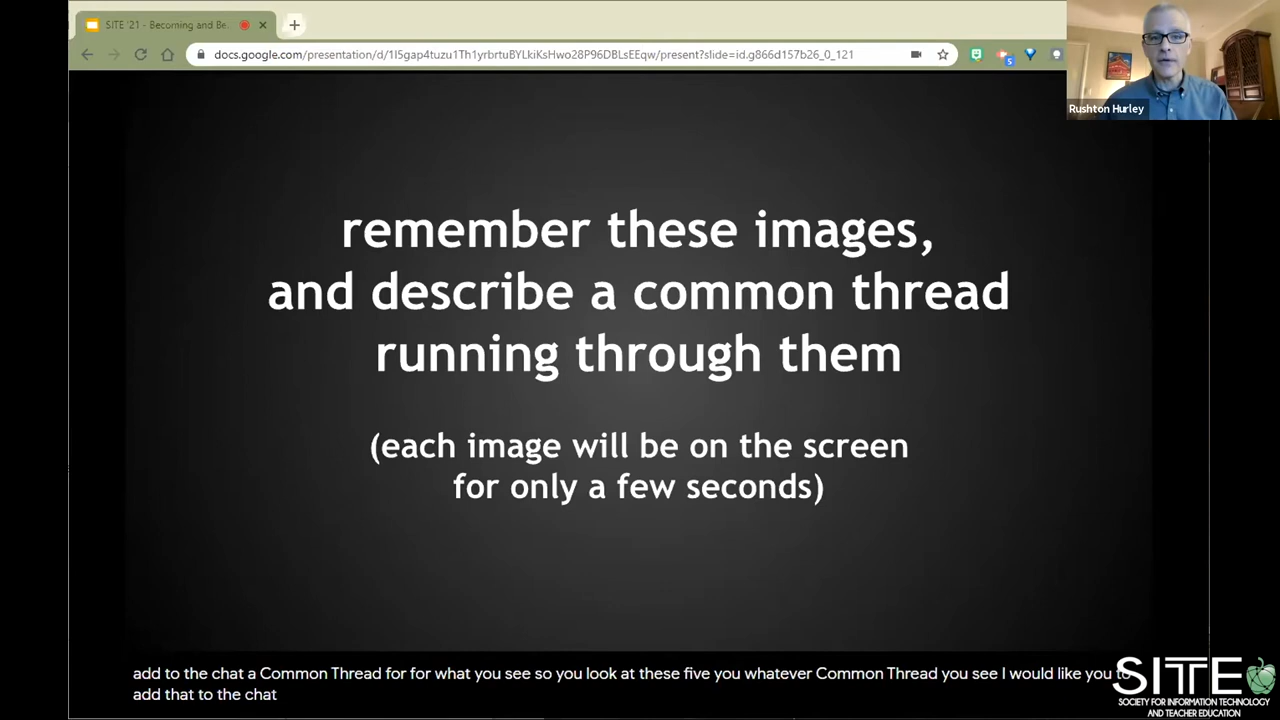 SITE '21 - Becoming and Be...
docs.google.com/presentation/d/1I5gap4tuzu1Th1yrbrtuBYLkiKsHwo28P96DBLsEEqw/present?slide=id.g866d157b26_0_121
5
Rushton Hurley
remember these images,
and describe a common thread
running through them
(each image will be on the screen
for only a few seconds)
add to the chat a Common Thread for for what you see so you look at these five you whatever Common Thread you see I would like you to
add that to the chat
SITE
SOCIETY FOR INFORMATION TECHNOLOGY
AND TEACHER EDUCATION